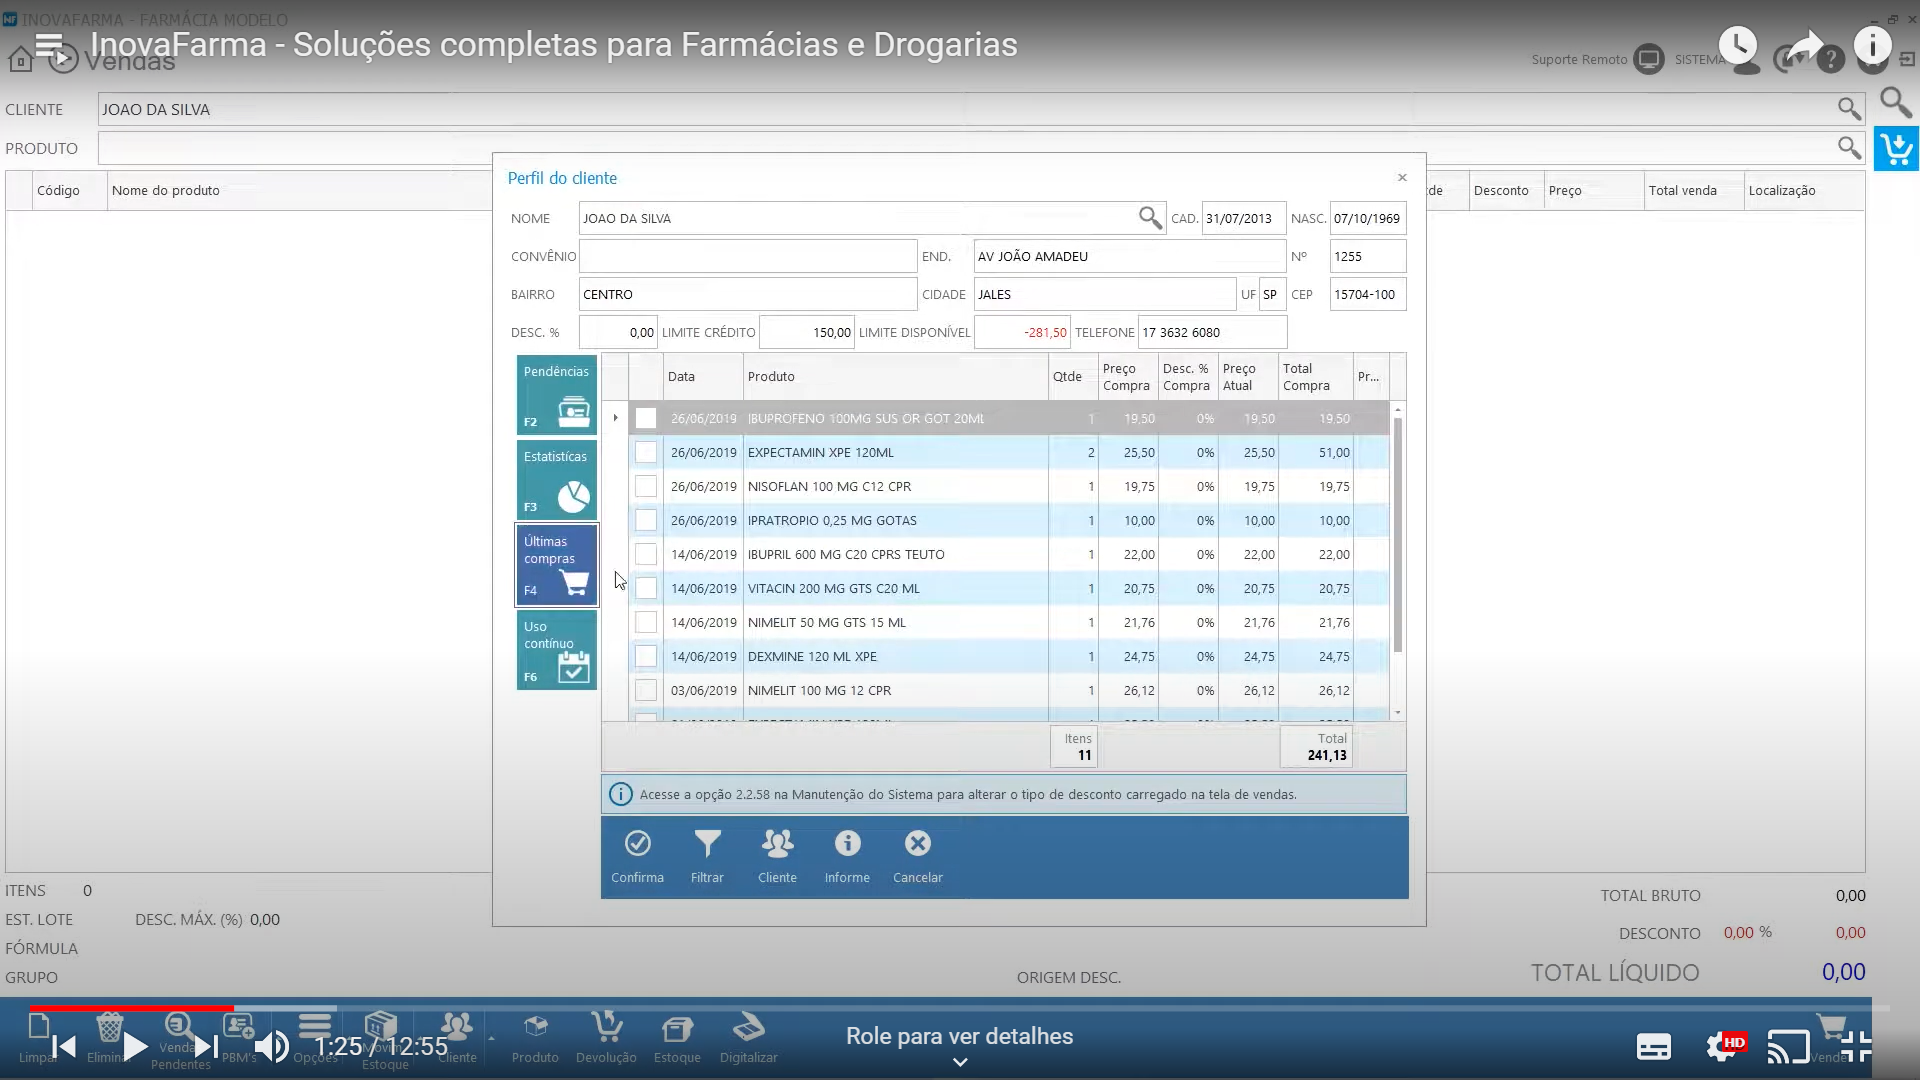 INOVAFARMA - FARMÁCIA MODELO
InovaFarma - Soluções completas para Farmácias e Drogarias
Vendas
Suporte Remoto
SISTEMA
CLIENTE JOAO DA SILVA
PRODUTO
Código Nome do produto Desconto Preço Total venda Localização
Perfil do cliente
NOME JOAO DA SILVA CAD. 31/07/2013 NASC. 07/10/1969
CONVÊNIO END. AV JOÃO AMADEU Nº 1255
BAIRRO CENTRO CIDADE JALES UF SP CEP 15704-100
DESC. % 0,00 LIMITE CRÉDITO 150,00 LIMITE DISPONÍVEL -281,50 TELEFONE 17 3632 6080
Pendências
F2
Estatistícas
F3
Últimas
compras
F4
Uso
contínuo
F6
Data Produto Qtde Preço Compra Desc. % Compra Preço Atual Total Compra Pr...
26/06/2019 IBUPROFENO 100MG SUS OR GOT 20ML 1 19,50 0% 19,50 19,50
26/06/2019 EXPECTAMIN XPE 120ML 2 25,50 0% 25,50 51,00
26/06/2019 NISOFLAN 100 MG C12 CPR 1 19,75 0% 19,75 19,75
26/06/2019 IPRATROPIO 0,25 MG GOTAS 1 10,00 0% 10,00 10,00
14/06/2019 IBUPRIL 600 MG C20 CPRS TEUTO 1 22,00 0% 22,00 22,00
14/06/2019 VITACIN 200 MG GTS C20 ML 1 20,75 0% 20,75 20,75
14/06/2019 NIMELIT 50 MG GTS 15 ML 1 21,76 0% 21,76 21,76
14/06/2019 DEXMINE 120 ML XPE 1 24,75 0% 24,75 24,75
03/06/2019 NIMELIT 100 MG 12 CPR 1 26,12 0% 26,12 26,12
Itens Total
11 241,13
Acesse a opção 2.2.58 na Manutenção do Sistema para alterar o tipo de desconto carregado na tela de vendas.
Confirma Filtrar Cliente Informe Cancelar
ITENS 0
EST. LOTE DESC. MÁX. (%) 0,00
FÓRMULA
GRUPO
ORIGEM DESC.
TOTAL BRUTO 0,00
DESCONTO 0,00 % 0,00
TOTAL LÍQUIDO 0,00
Role para ver detalhes
1:25 / 12:55
HD
Vendas
Pendentes
PBM's
Opções
Estoque
Cliente
Produto
Devolução
Estoque
Digitalizar